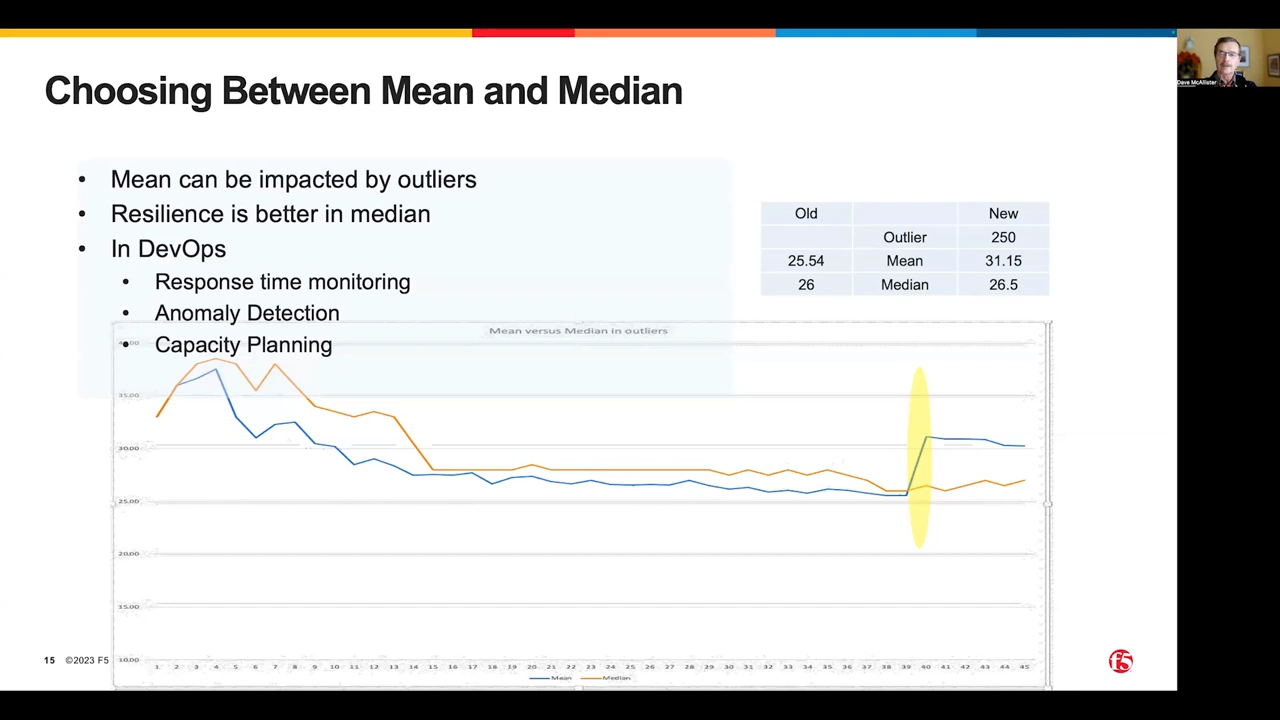 Choosing Between Mean and Median
Dave McAllister
• Mean can be impacted by outliers
• Resilience is better in median
• In DevOps
• Response time monitoring
• Anomaly Detection
• Capacity Planning
Old New
Outlier 250
25.54 Mean 31.15
26 Median 26.5
Mean versus Median in outliers
35.00
30.00
25.00
20.00
15.00
10.00
1 2 3 4 5 6 7 8 9 10 11 12 13 14 15 16 17 18 19 20 21 22 23 24 25 26 27 28 29 30 31 32 33 34 35 36 37 38 39 40 41 42 43 44 45
Mean Median
15 ©2023 F5
f5